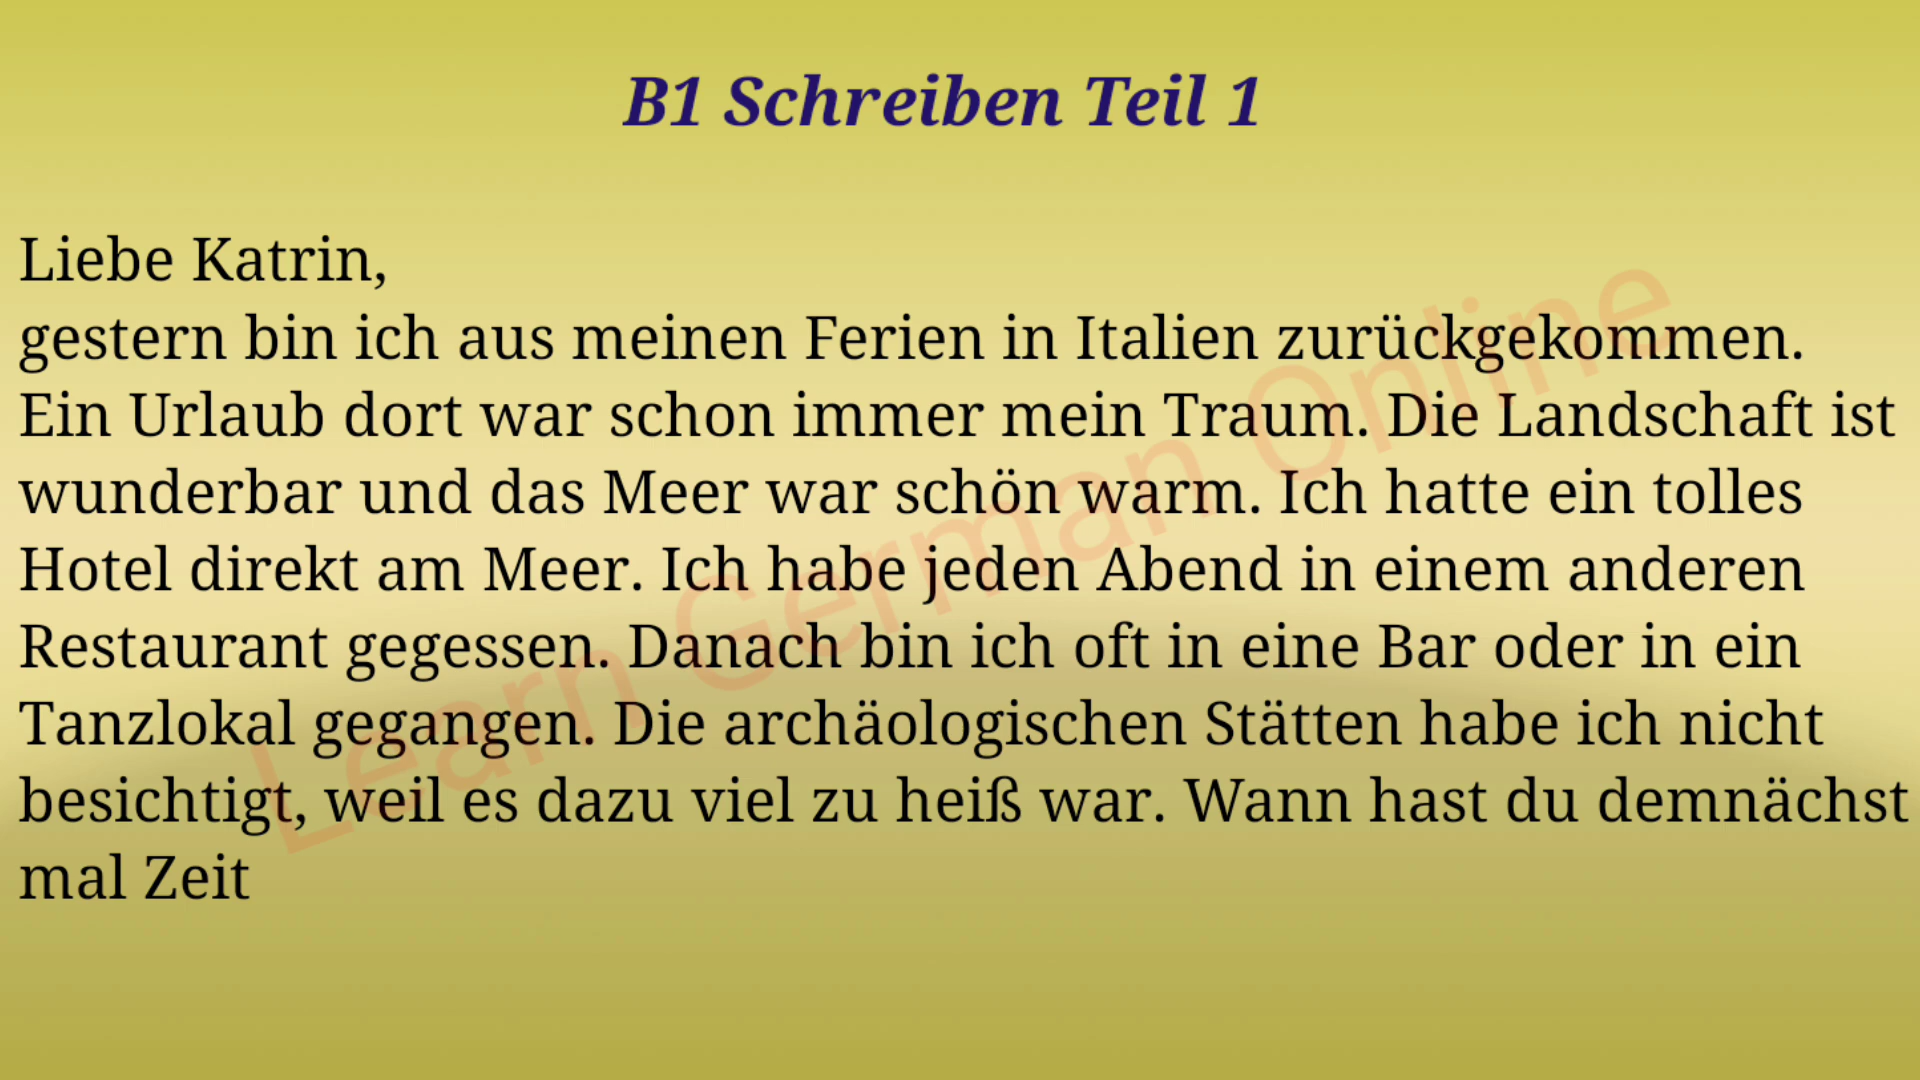 B1 Schreiben Teil 1
Liebe Katrin,
gestern bin ich aus meinen Ferien in Italien zurückgekommen.
Ein Urlaub dort war schon immer mein Traum. Die Landschaft ist
wunderbar und das Meer war schön warm. Ich hatte ein tolles
Hotel direkt am Meer. Ich habe jeden Abend in einem anderen
Restaurant gegessen. Danach bin ich oft in eine Bar oder in ein
Tanzlokal gegangen. Die archäologischen Stätten habe ich nicht
besichtigt, weil es dazu viel zu heiß war. Wann hast du demnächst
mal Zeit
Learn German Online